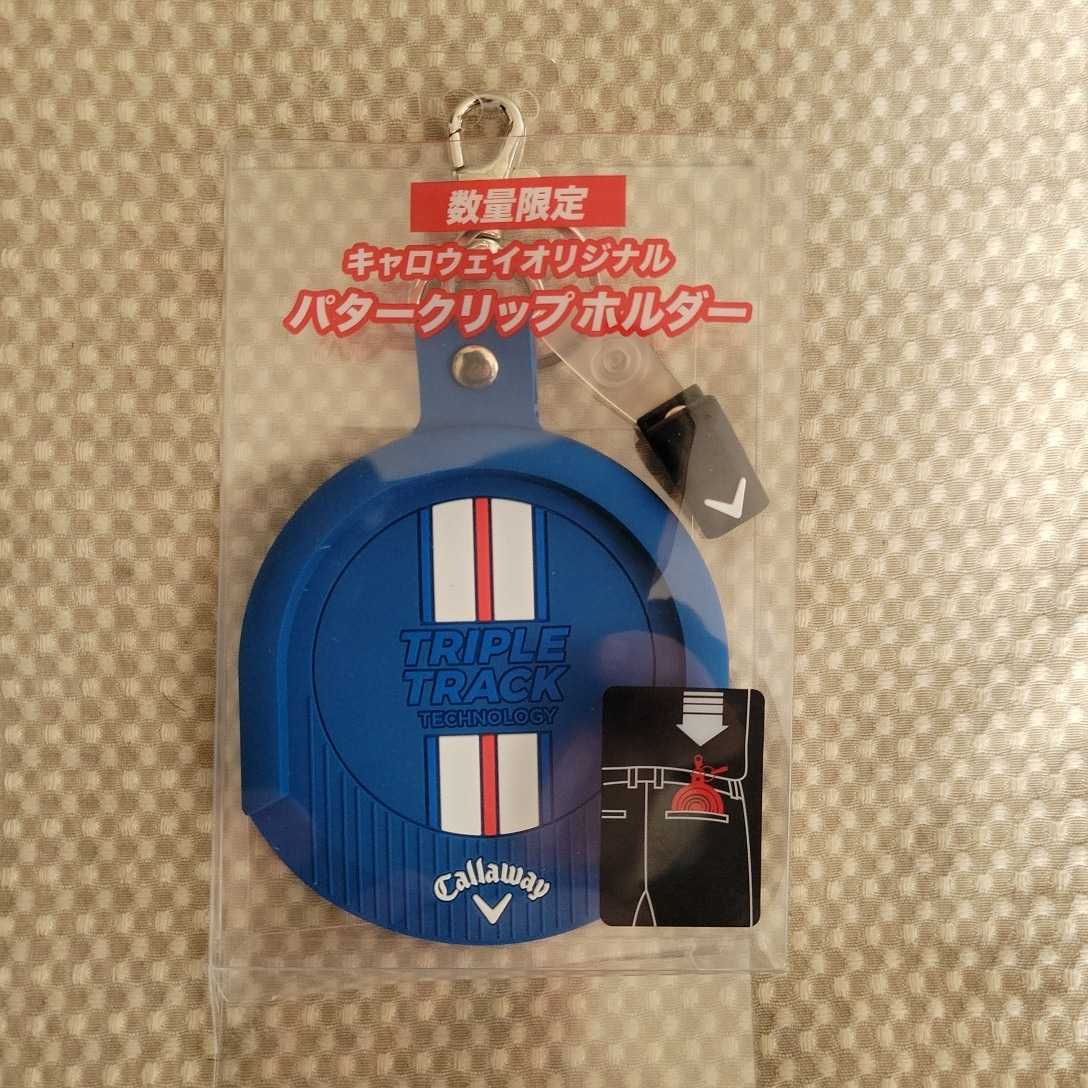 数量限定
キャロウェイオリジナル
パタークリップホルダー
TRIPLE
TRACK
TECHNOLOGY
Callaway